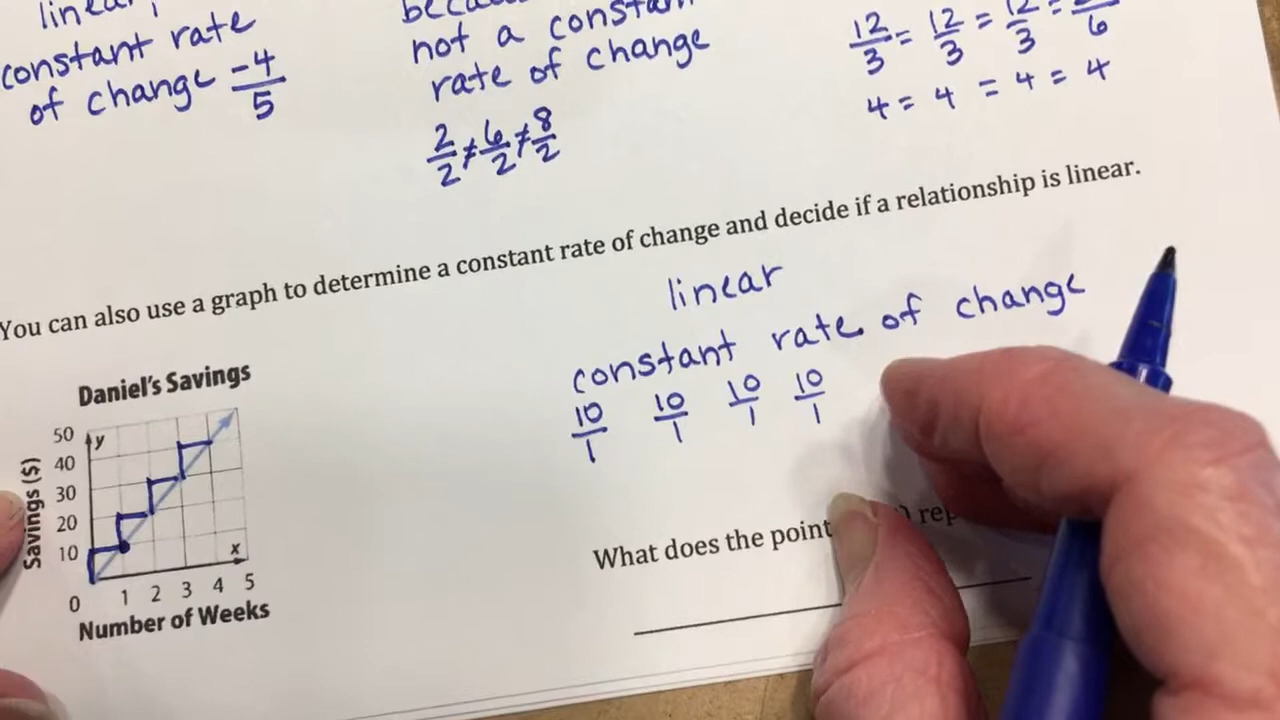 linear,
constant rate
of change -4/5
not a constant
rate of change
2/2 ≠ 6/2 ≠ 8/2
12/3 = 12/3 = 12/3 = /6
4 = 4 = 4 = 4
You can also use a graph to determine a constant rate of change and decide if a relationship is linear.
linear
constant rate of change
10/1 10/1 10/1 10/1
Daniel's Savings
Savings ($)
50
40
30
20
10
0
y
x
1 2 3 4 5
Number of Weeks
What does the point